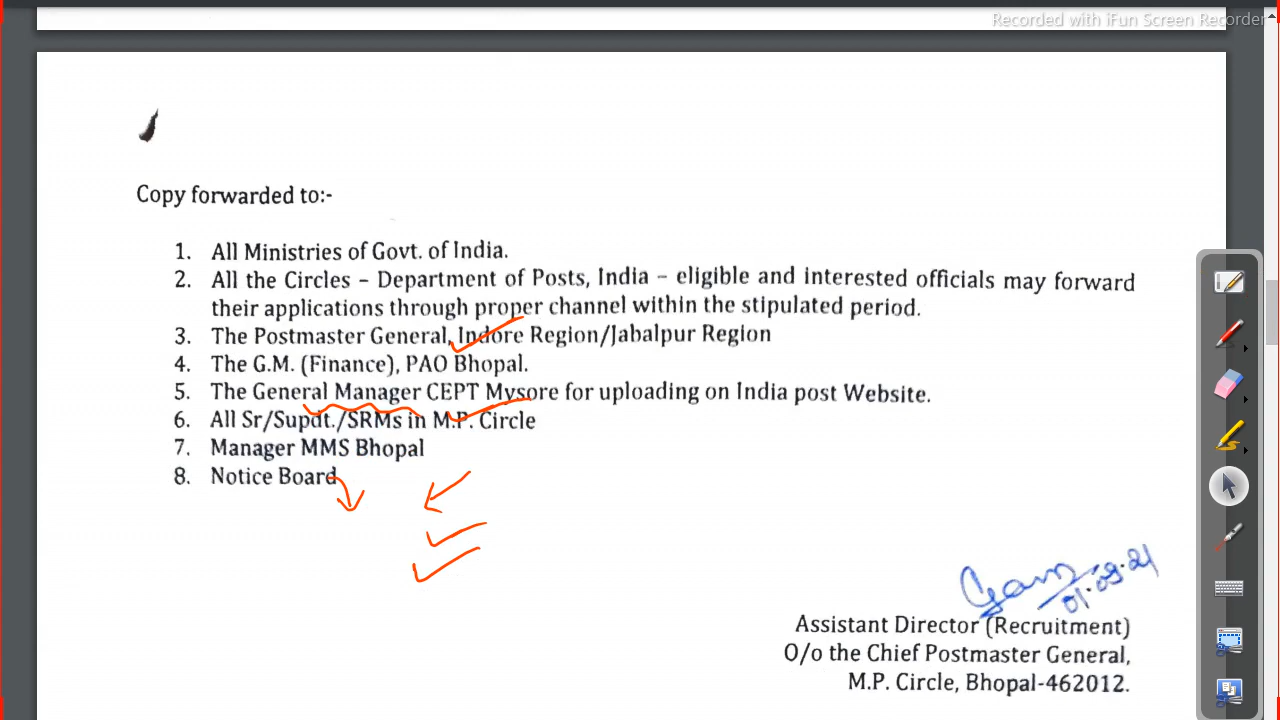 Recorded with iFun Screen Recorder
Copy forwarded to:-
1. All Ministries of Govt. of India.
2. All the Circles – Department of Posts, India – eligible and interested officials may forward
their applications through proper channel within the stipulated period.
3. The Postmaster General, Indore Region/Jabalpur Region
4. The G.M. (Finance), PAO Bhopal.
5. The General Manager CEPT Mysore for uploading on India post Website.
6. All Sr/Supdt./SRMs in M.P. Circle
7. Manager MMS Bhopal
8. Notice Board
Assistant Director (Recruitment)
O/o the Chief Postmaster General,
M.P. Circle, Bhopal-462012.